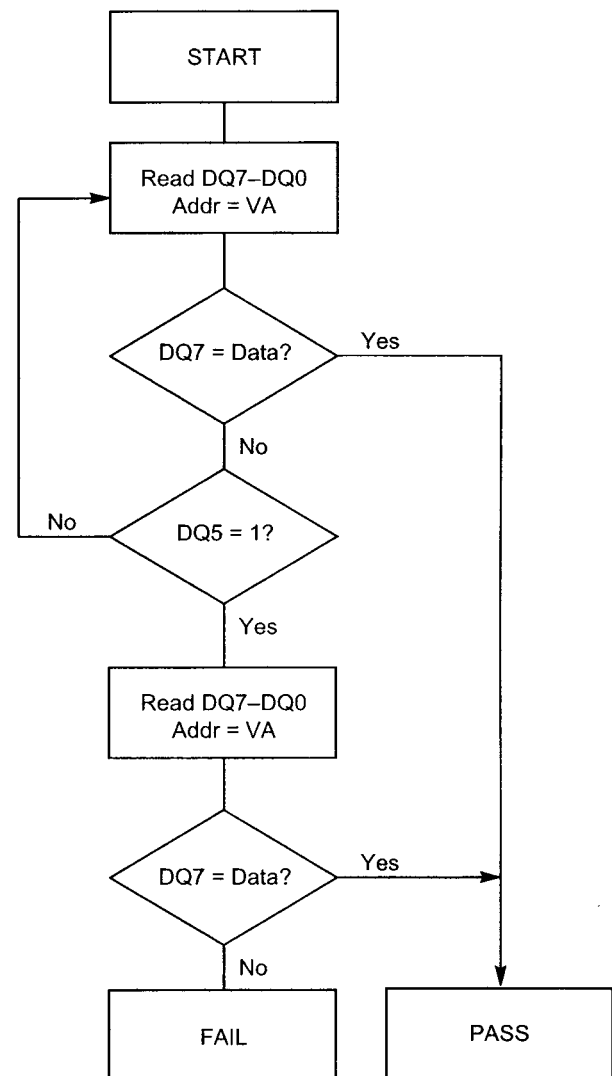 START
Read DQ7–DQ0
Addr = VA
DQ7 = Data?
Yes
No
No
DQ5 = 1?
Yes
Read DQ7–DQ0
Addr = VA
DQ7 = Data?
Yes
No
FAIL
PASS